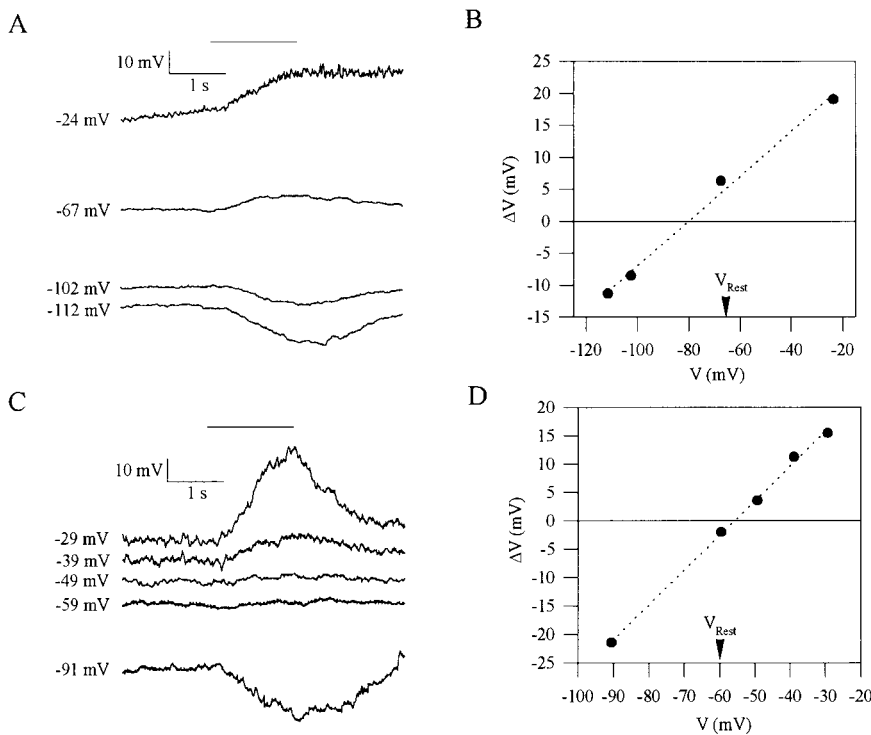 A
10 mV
1 s
-24 mV
-67 mV
-102 mV
-112 mV
B
25
20
15
10
5
0
-5
-10
-15
ΔV (mV)
V_Rest
-120 -100 -80 -60 -40 -20
V (mV)
C
10 mV
1 s
-29 mV
-39 mV
-49 mV
-59 mV
-91 mV
D
20
15
10
5
0
-5
-10
-15
-20
-25
ΔV (mV)
V_Rest
-100 -90 -80 -70 -60 -50 -40 -30 -20
V (mV)